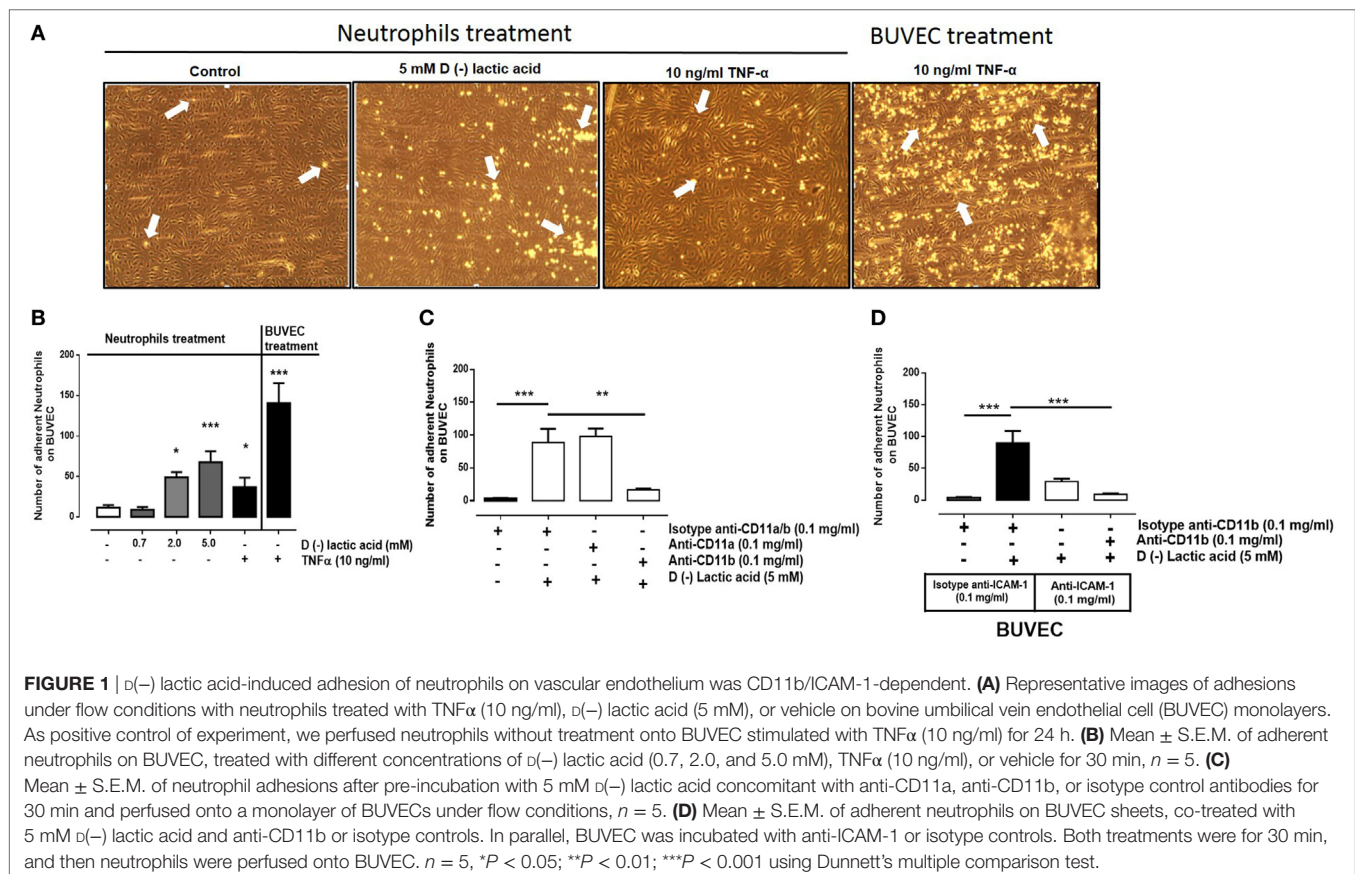 A
Neutrophils treatment
BUVEC treatment
Control
5 mM D (-) lactic acid
10 ng/ml TNF-α
10 ng/ml TNF-α
B
Neutrophils treatment
BUVEC
treatment
Number of adherent Neutrophils
on BUVEC
200
150
100
50
0
*
***
*
***
- 0.7 2.0 5.0 - - D (-) lactic acid (mM)
- - - - + + TNFα (10 ng/ml)
C
Number of adherent Neutrophils
on BUVEC
200
150
100
50
0
***
**
+ + - - Isotype anti-CD11a/b (0.1 mg/ml)
- - + - Anti-CD11a (0.1 mg/ml)
- - - + Anti-CD11b (0.1 mg/ml)
- + + + D (-) Lactic acid (5 mM)
D
Number of adherent Neutrophils
on BUVEC
200
150
100
50
0
***
***
+ + - - Isotype anti-CD11b (0.1 mg/ml)
- - - + Anti-CD11b (0.1 mg/ml)
- + + + D (-) Lactic acid (5 mM)
Isotype anti-ICAM-1
(0.1 mg/ml)
Anti-ICAM-1
(0.1 mg/ml)
BUVEC
FIGURE 1 | D(−) lactic acid-induced adhesion of neutrophils on vascular endothelium was CD11b/ICAM-1-dependent. (A) Representative images of adhesions
under flow conditions with neutrophils treated with TNFα (10 ng/ml), D(−) lactic acid (5 mM), or vehicle on bovine umbilical vein endothelial cell (BUVEC) monolayers.
As positive control of experiment, we perfused neutrophils without treatment onto BUVEC stimulated with TNFα (10 ng/ml) for 24 h. (B) Mean ± S.E.M. of adherent
neutrophils on BUVEC, treated with different concentrations of D(−) lactic acid (0.7, 2.0, and 5.0 mM), TNFα (10 ng/ml), or vehicle for 30 min, n = 5. (C)
Mean ± S.E.M. of neutrophil adhesions after pre-incubation with 5 mM D(−) lactic acid concomitant with anti-CD11a, anti-CD11b, or isotype control antibodies for
30 min and perfused onto a monolayer of BUVECs under flow conditions, n = 5. (D) Mean ± S.E.M. of adherent neutrophils on BUVEC sheets, co-treated with
5 mM D(−) lactic acid and anti-CD11b or isotype controls. In parallel, BUVEC was incubated with anti-ICAM-1 or isotype controls. Both treatments were for 30 min,
and then neutrophils were perfused onto BUVEC. n = 5, *P < 0.05; **P < 0.01; ***P < 0.001 using Dunnett's multiple comparison test.